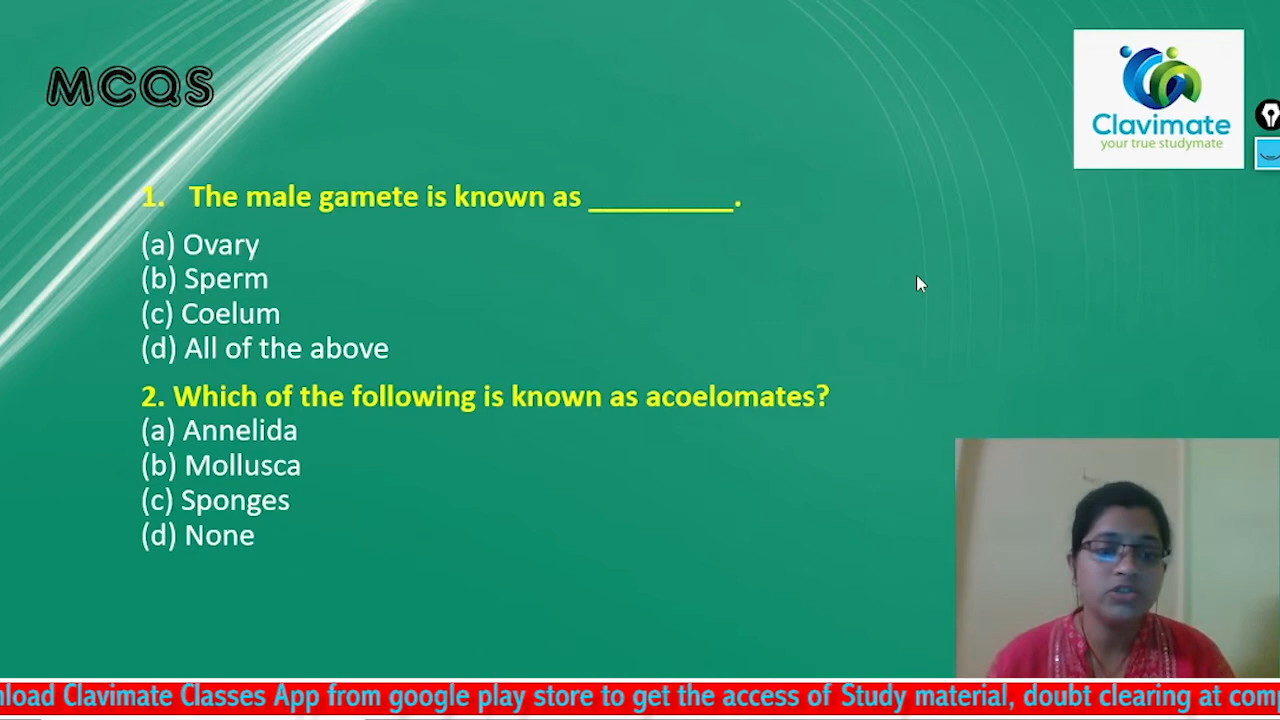 MCQS
Clavimate
your true studymate
1. The male gamete is known as _________.
(a) Ovary
(b) Sperm
(c) Coelum
(d) All of the above
2. Which of the following is known as acoelomates?
(a) Annelida
(b) Mollusca
(c) Sponges
(d) None
Clavimate Classes App from google play store to get the access of Study material, doubt clearing at